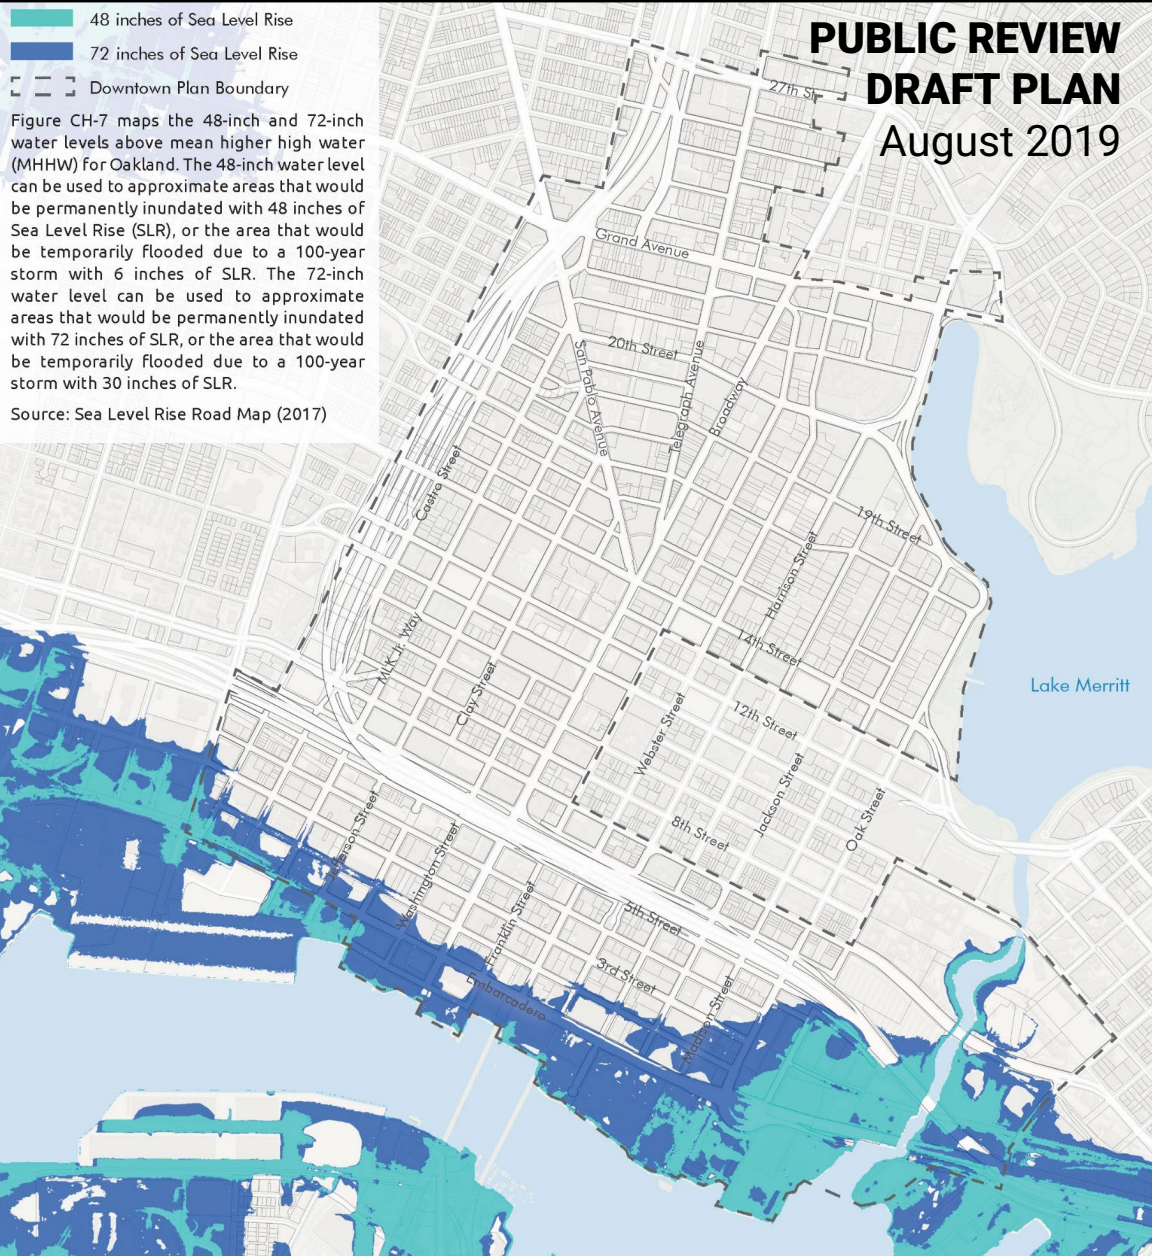 48 inches of Sea Level Rise
72 inches of Sea Level Rise
Downtown Plan Boundary
Figure CH-7 maps the 48-inch and 72-inch
water levels above mean higher high water
(MHHW) for Oakland. The 48-inch water level
can be used to approximate areas that would
be permanently inundated with 48 inches of
Sea Level Rise (SLR), or the area that would
be temporarily flooded due to a 100-year
storm with 6 inches of SLR. The 72-inch
water level can be used to approximate
areas that would be permanently inundated
with 72 inches of SLR, or the area that would
be temporarily flooded due to a 100-year
storm with 30 inches of SLR.
Source: Sea Level Rise Road Map (2017)
PUBLIC REVIEW
DRAFT PLAN
August 2019
27th St
Grand Avenue
20th Street
San Pablo Avenue
Telegraph Avenue
Broadway
Castro Street
19th Street
Harrison Street
14th Street
MLK Jr. Way
Clay Street
Lake Merritt
12th Street
Webster Street
Jackson Street
Oak Street
8th Street
Jefferson Street
Washington Street
Franklin Street
5th Street
3rd Street
Embarcadero
Madison Street